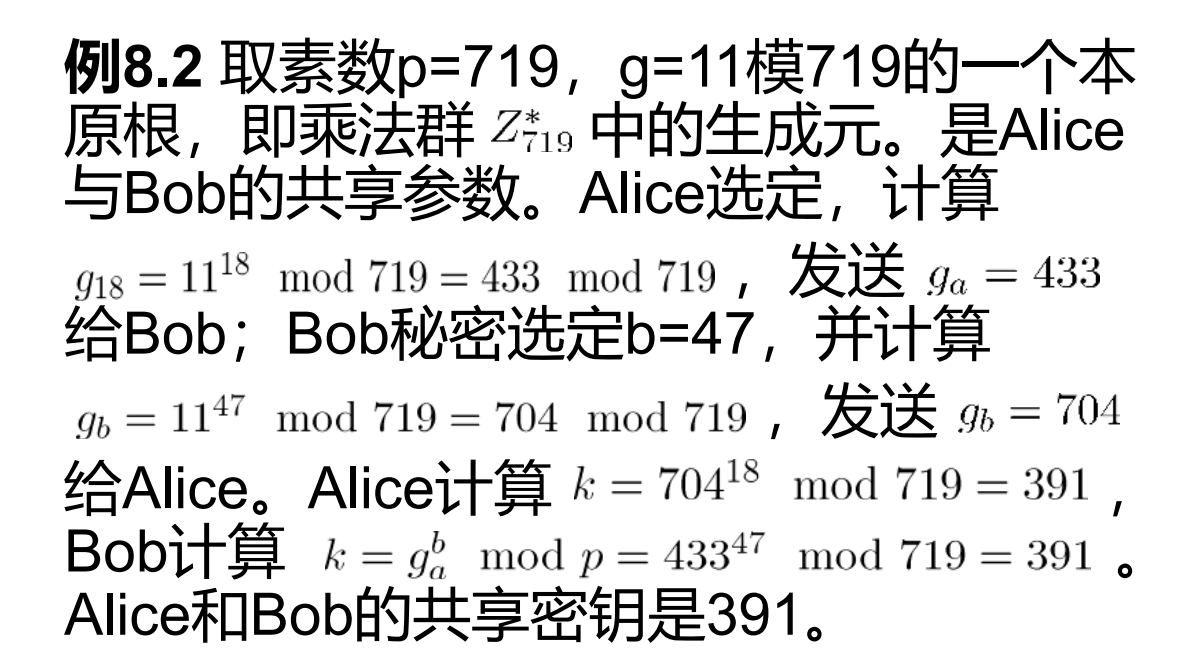 例8.2 取素数p=719，g=11模719的一个本
原根，即乘法群 Z*719 中的生成元。是Alice
与Bob的共享参数。Alice选定，计算
g18 = 11^18 mod 719 = 433 mod 719 ，发送 ga = 433
给Bob；Bob秘密选定b=47，并计算
gb = 11^47 mod 719 = 704 mod 719 ，发送 gb = 704
给Alice。Alice计算 k = 704^18 mod 719 = 391 ，
Bob计算 k = ga^b mod p = 433^47 mod 719 = 391 。
Alice和Bob的共享密钥是391。